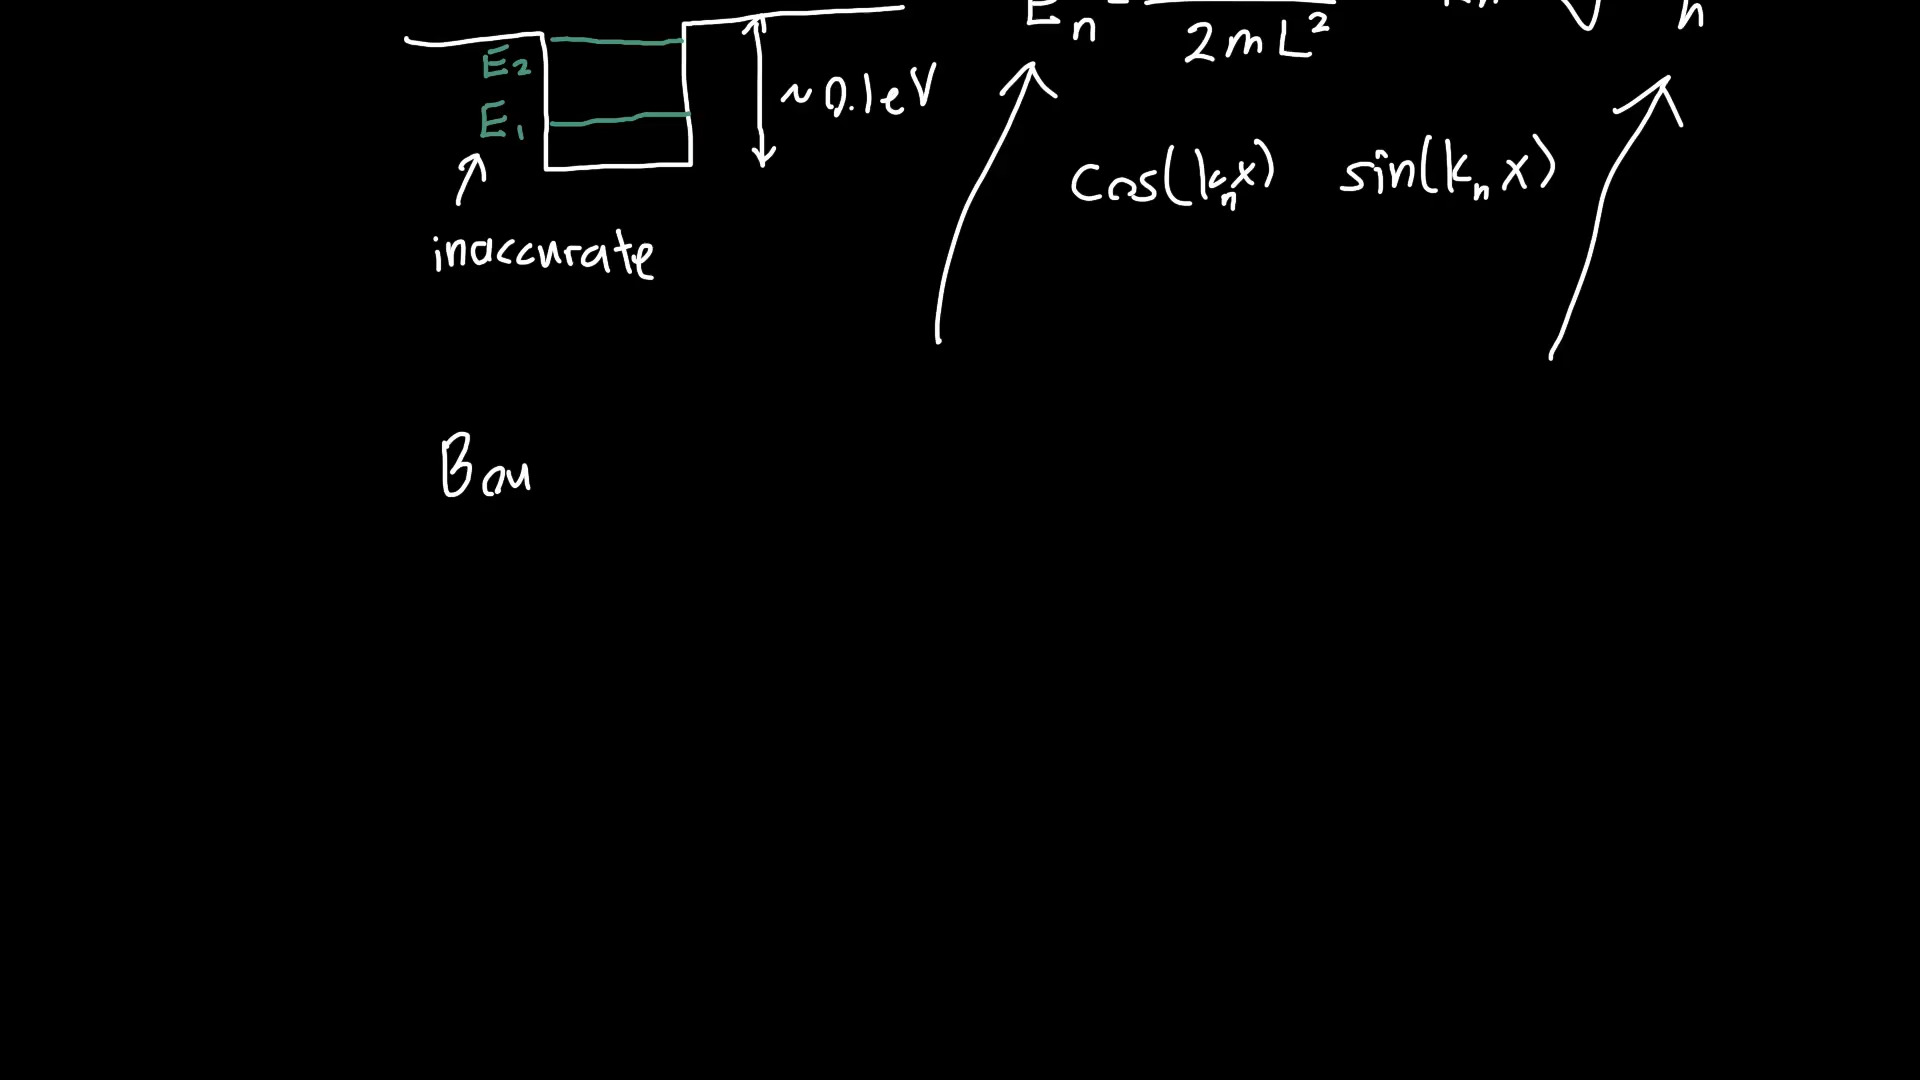 E₂
E₁
~0.1eV
inaccurate
Eₙ =
2mL²
cos(kₙx) sin(kₙx)
Bou